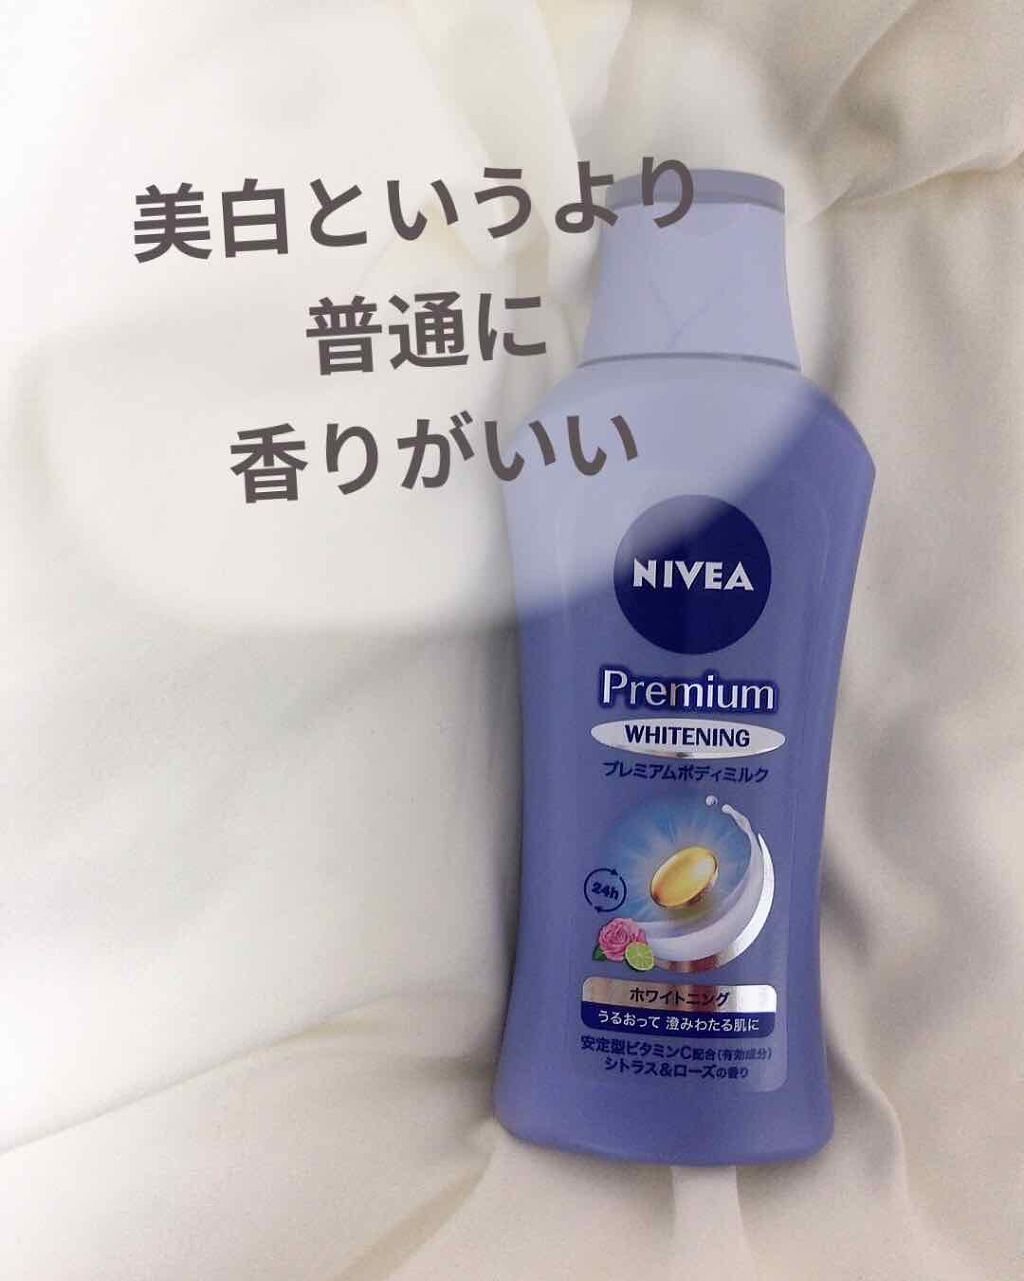 美白というより
普通に
香りがいい
NIVEA
Premium
WHITENING
プレミアムボディミルク
24h
ホワイトニング
うるおって 澄みわたる肌に
安定型ビタミンC配合(有効成分)
シトラス&ローズの香り